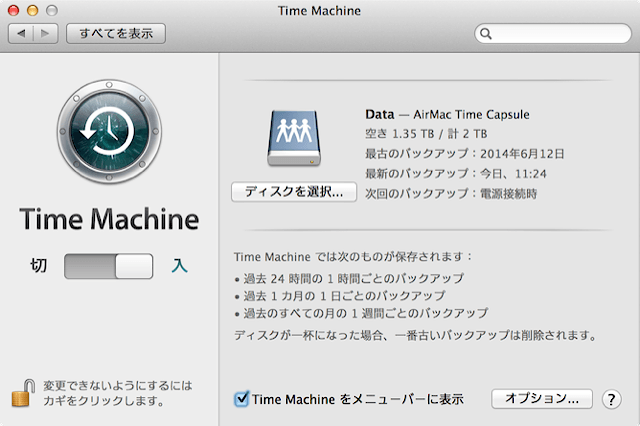 Time Machine
すべてを表示
Data — AirMac Time Capsule
空き 1.35 TB / 計 2 TB
最古のバックアップ：2014年6月12日
最新のバックアップ：今日、11:24
次回のバックアップ：電源接続時
ディスクを選択...
Time Machine
切 入
Time Machine では次のものが保存されます：
• 過去 24 時間の 1 時間ごとのバックアップ
• 過去 1 カ月の 1 日ごとのバックアップ
• 過去のすべての月の 1 週間ごとのバックアップ
ディスクが一杯になった場合、一番古いバックアップは削除されます。
変更できないようにするには
カギをクリックします。
Time Machine をメニューバーに表示
オプション...
?